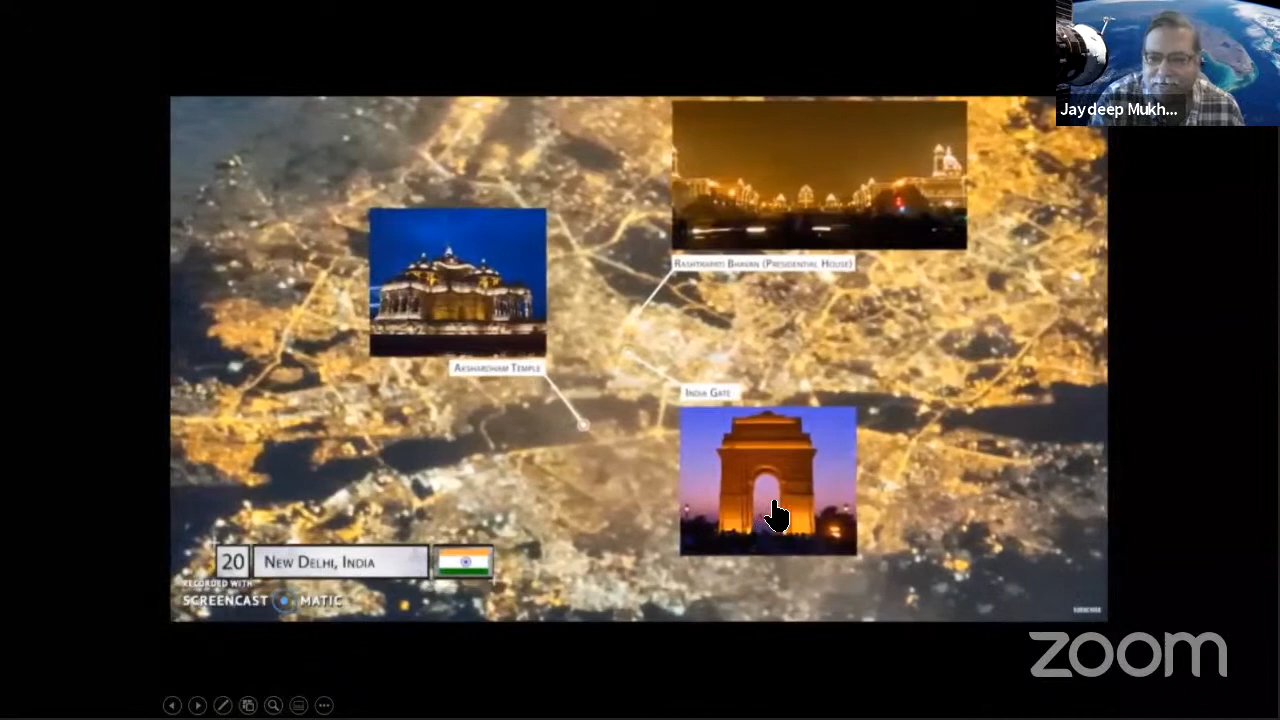 Jaydeep Mukh...
RASHTRAPATI BHAVAN (PRESIDENTIAL HOUSE)
AKSHARDHAM TEMPLE
INDIA GATE
20 NEW DELHI, INDIA
RECORDED WITH
SCREENCAST MATIC
SUBSCRIBE
zoom